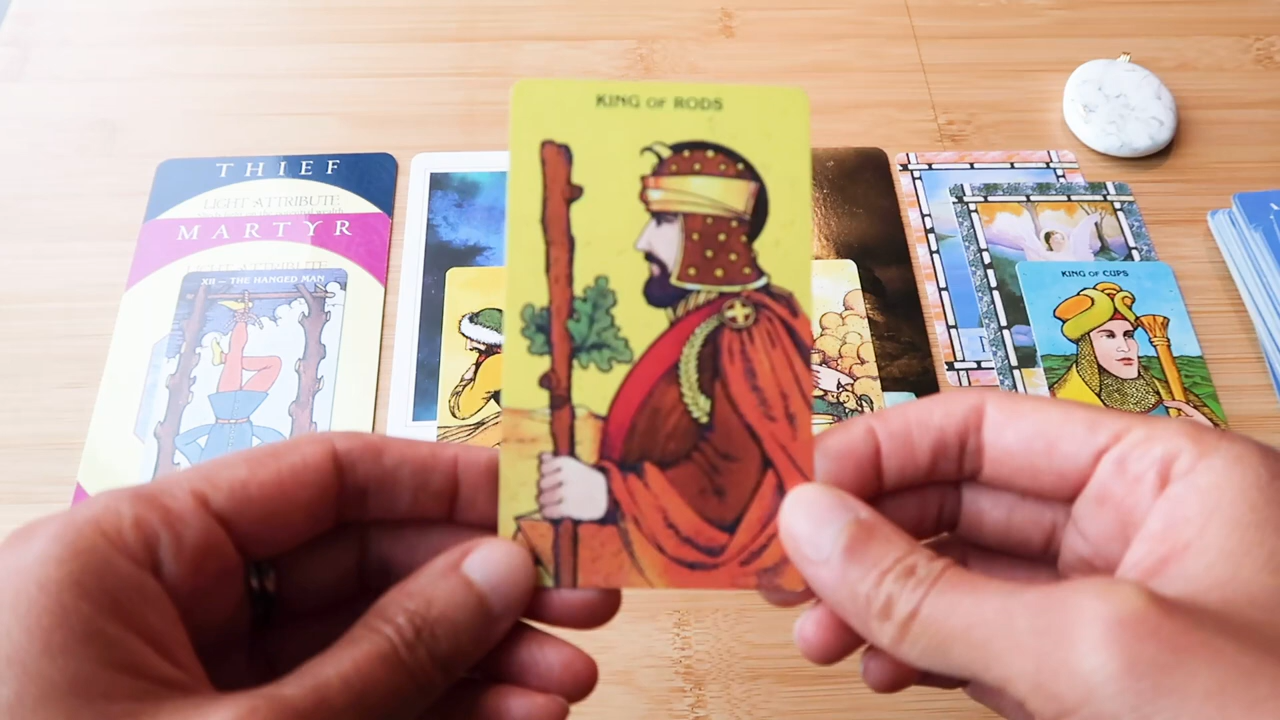 KING OF RODS
THIEF
LIGHT ATTRIBUTE
MARTYR
LIGHT ATTRIBUTE
XII — THE HANGED MAN
KING OF CUPS